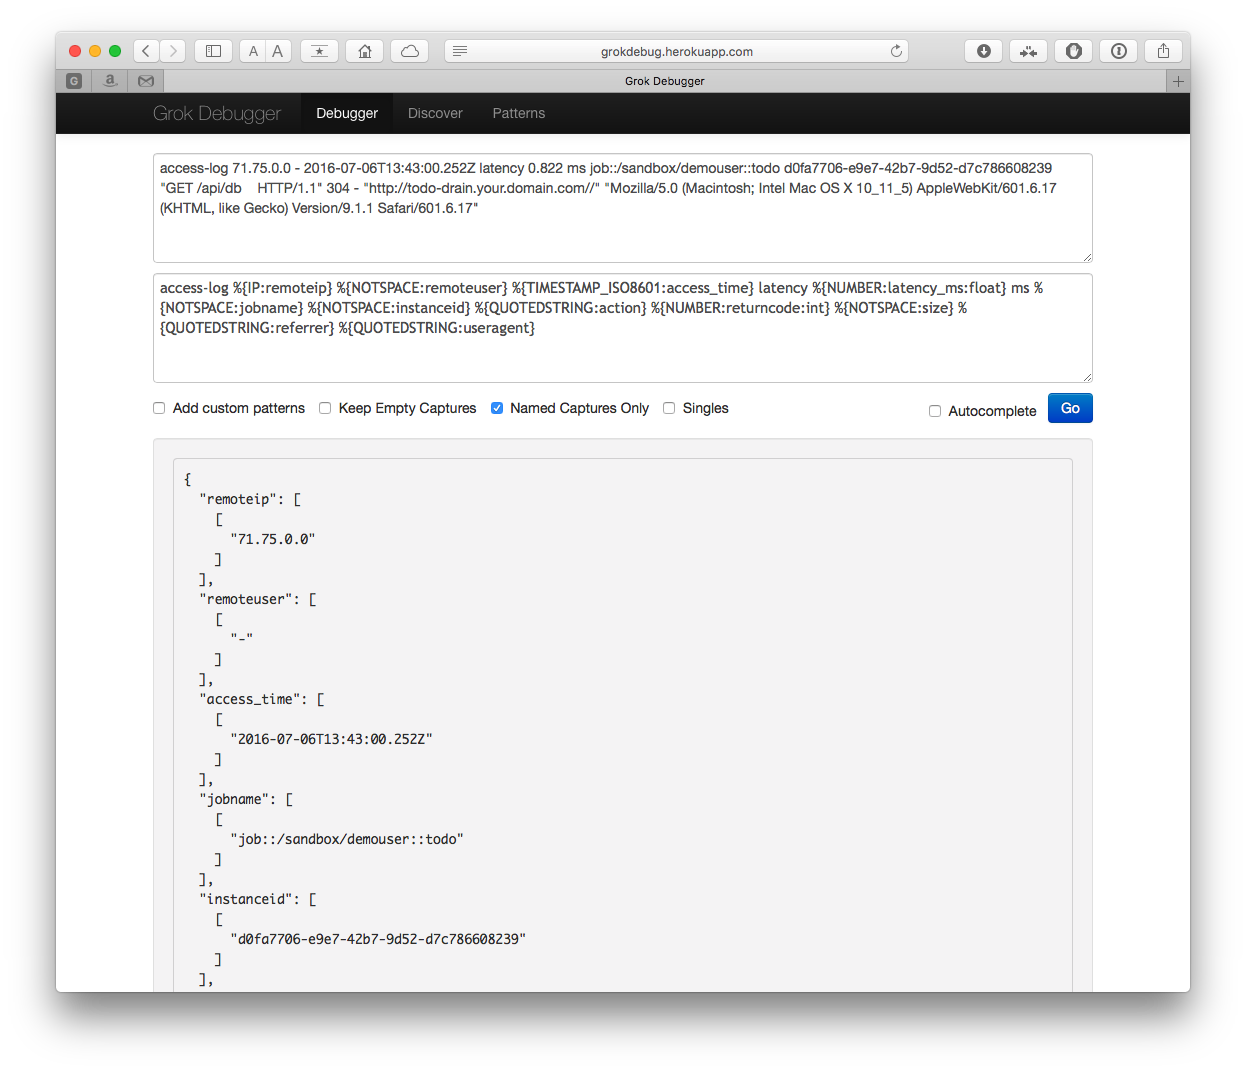 A A
grokdebug.herokuapp.com
G a
Grok Debugger
Grok Debugger Debugger Discover Patterns
access-log 71.75.0.0 - 2016-07-06T13:43:00.252Z latency 0.822 ms job::/sandbox/demouser::todo d0fa7706-e9e7-42b7-9d52-d7c786608239
"GET /api/db HTTP/1.1" 304 - "http://todo-drain.your.domain.com//" "Mozilla/5.0 (Macintosh; Intel Mac OS X 10_11_5) AppleWebKit/601.6.17
(KHTML, like Gecko) Version/9.1.1 Safari/601.6.17"
access-log %{IP:remoteip} %{NOTSPACE:remoteuser} %{TIMESTAMP_ISO8601:access_time} latency %{NUMBER:latency_ms:float} ms %
{NOTSPACE:jobname} %{NOTSPACE:instanceid} %{QUOTEDSTRING:action} %{NUMBER:returncode:int} %{NOTSPACE:size} %
{QUOTEDSTRING:referrer} %{QUOTEDSTRING:useragent}
Add custom patterns Keep Empty Captures Named Captures Only Singles Autocomplete Go
{
"remoteip": [
[
"71.75.0.0"
]
],
"remoteuser": [
[
"-"
]
],
"access_time": [
[
"2016-07-06T13:43:00.252Z"
]
],
"jobname": [
[
"job::/sandbox/demouser::todo"
]
],
"instanceid": [
[
"d0fa7706-e9e7-42b7-9d52-d7c786608239"
]
],